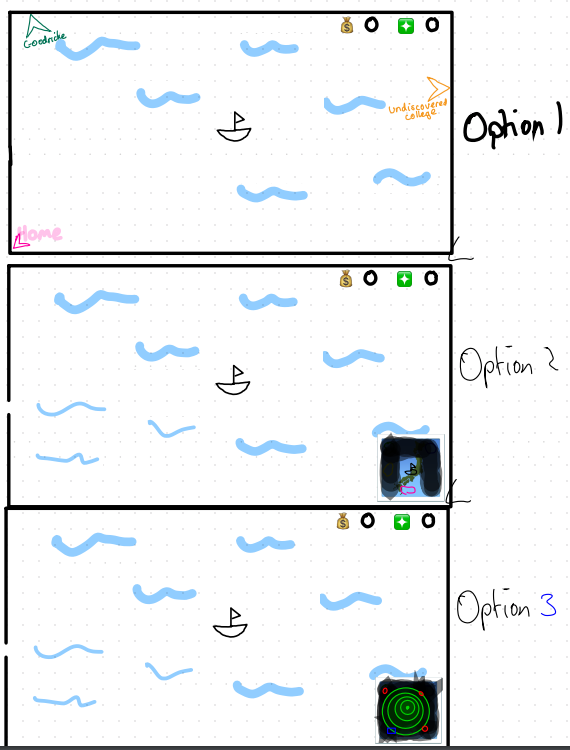 Goodricke
0 0
undiscovered
college
Option 1
Home
0 0
Option 2
0 0
Option 3